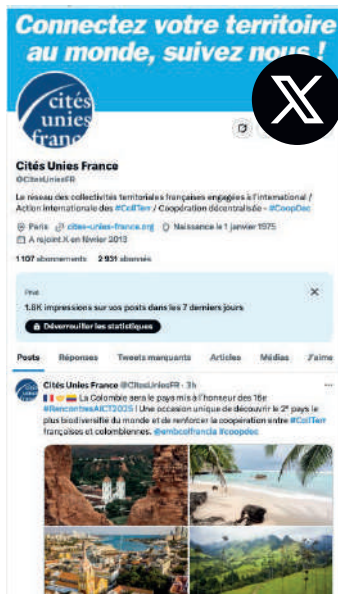 Connectez votre territoire
au monde, suivez nous !
cités
unies
france
Cités Unies France
@CitesUniesFR
Le réseau des collectivités territoriales françaises engagées à l'international /
Action internationale des #CollTerr / Coopération décentralisée - #CoopDec
Paris cites-unies-france.org Naissance le 1 janvier 1975
A rejoint X en février 2013
1 107 abonnements 2 931 abonnés
Privé
1.8K impressions sur vos posts dans les 7 derniers jours
Déverrouiller les statistiques
Posts Réponses Tweets marquants Articles Médias J'aime
Cités Unies France @CitesUniesFR · 3h
La Colombie sera le pays mis à l'honneur des 16e
#RencontresAICT2025 ! Une occasion unique de découvrir le 2e pays le
plus biodiversifié du monde et de renforcer la coopération entre #CollTerr
françaises et colombiennes. @embcolfrancia #coopdec